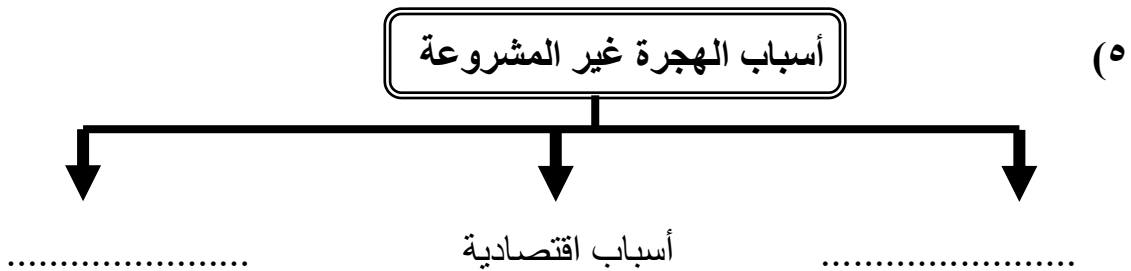 ٥) أسباب الهجرة غير المشروعة
........................ أسباب اقتصادية .......................